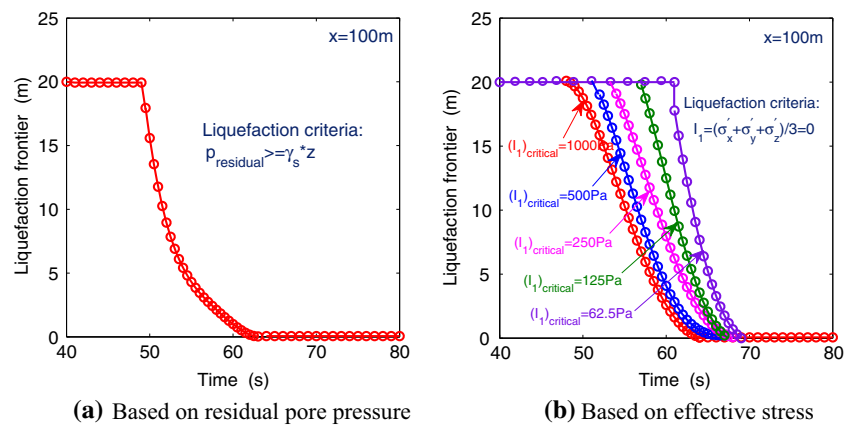 x=100m
Liquefaction frontier (m)
25
20
15
10
5
0
Liquefaction criteria:
p_residual>=γ_s*z
40 50 60 70 80
Time (s)
(a) Based on residual pore pressure
x=100m
Liquefaction frontier (m)
25
20
15
10
5
0
Liquefaction criteria:
I_1=(σ'_x+σ'_y+σ'_z)/3=0
(I_1)_critical=1000Pa
(I_1)_critical=500Pa
(I_1)_critical=250Pa
(I_1)_critical=125Pa
(I_1)_critical=62.5Pa
40 50 60 70 80
Time (s)
(b) Based on effective stress